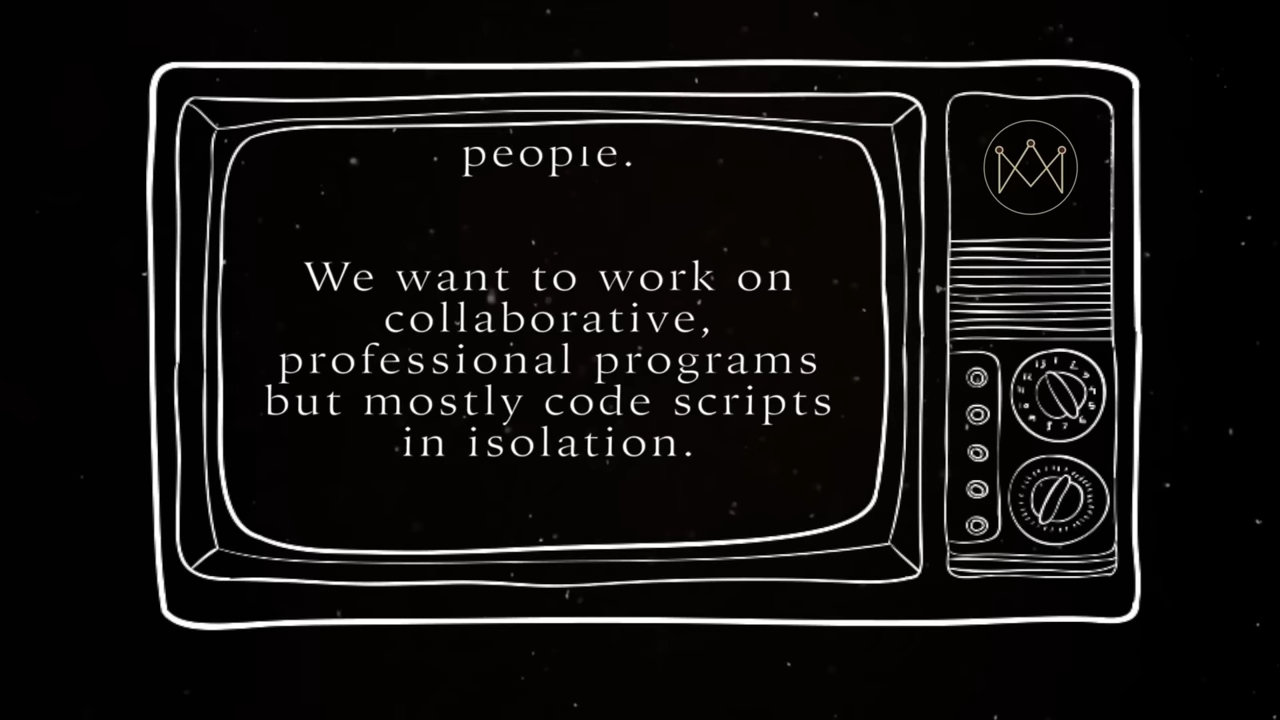 people.
We want to work on
collaborative,
professional programs
but mostly code scripts
in isolation.